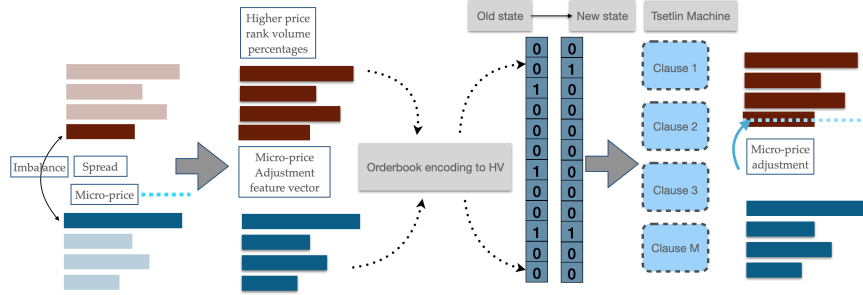 Imbalance
Spread
Micro-price
Higher price
rank volume
percentages
Micro-price
Adjustment
feature vector
Orderbook encoding to HV
Old state
New state
0 0
0 1
1 0
0 0
0 0
0 0
1 0
0 0
0 0
1 1
0 0
0 0
Tsetlin Machine
Clause 1
Clause 2
Clause 3
Clause M
Micro-price
adjustment